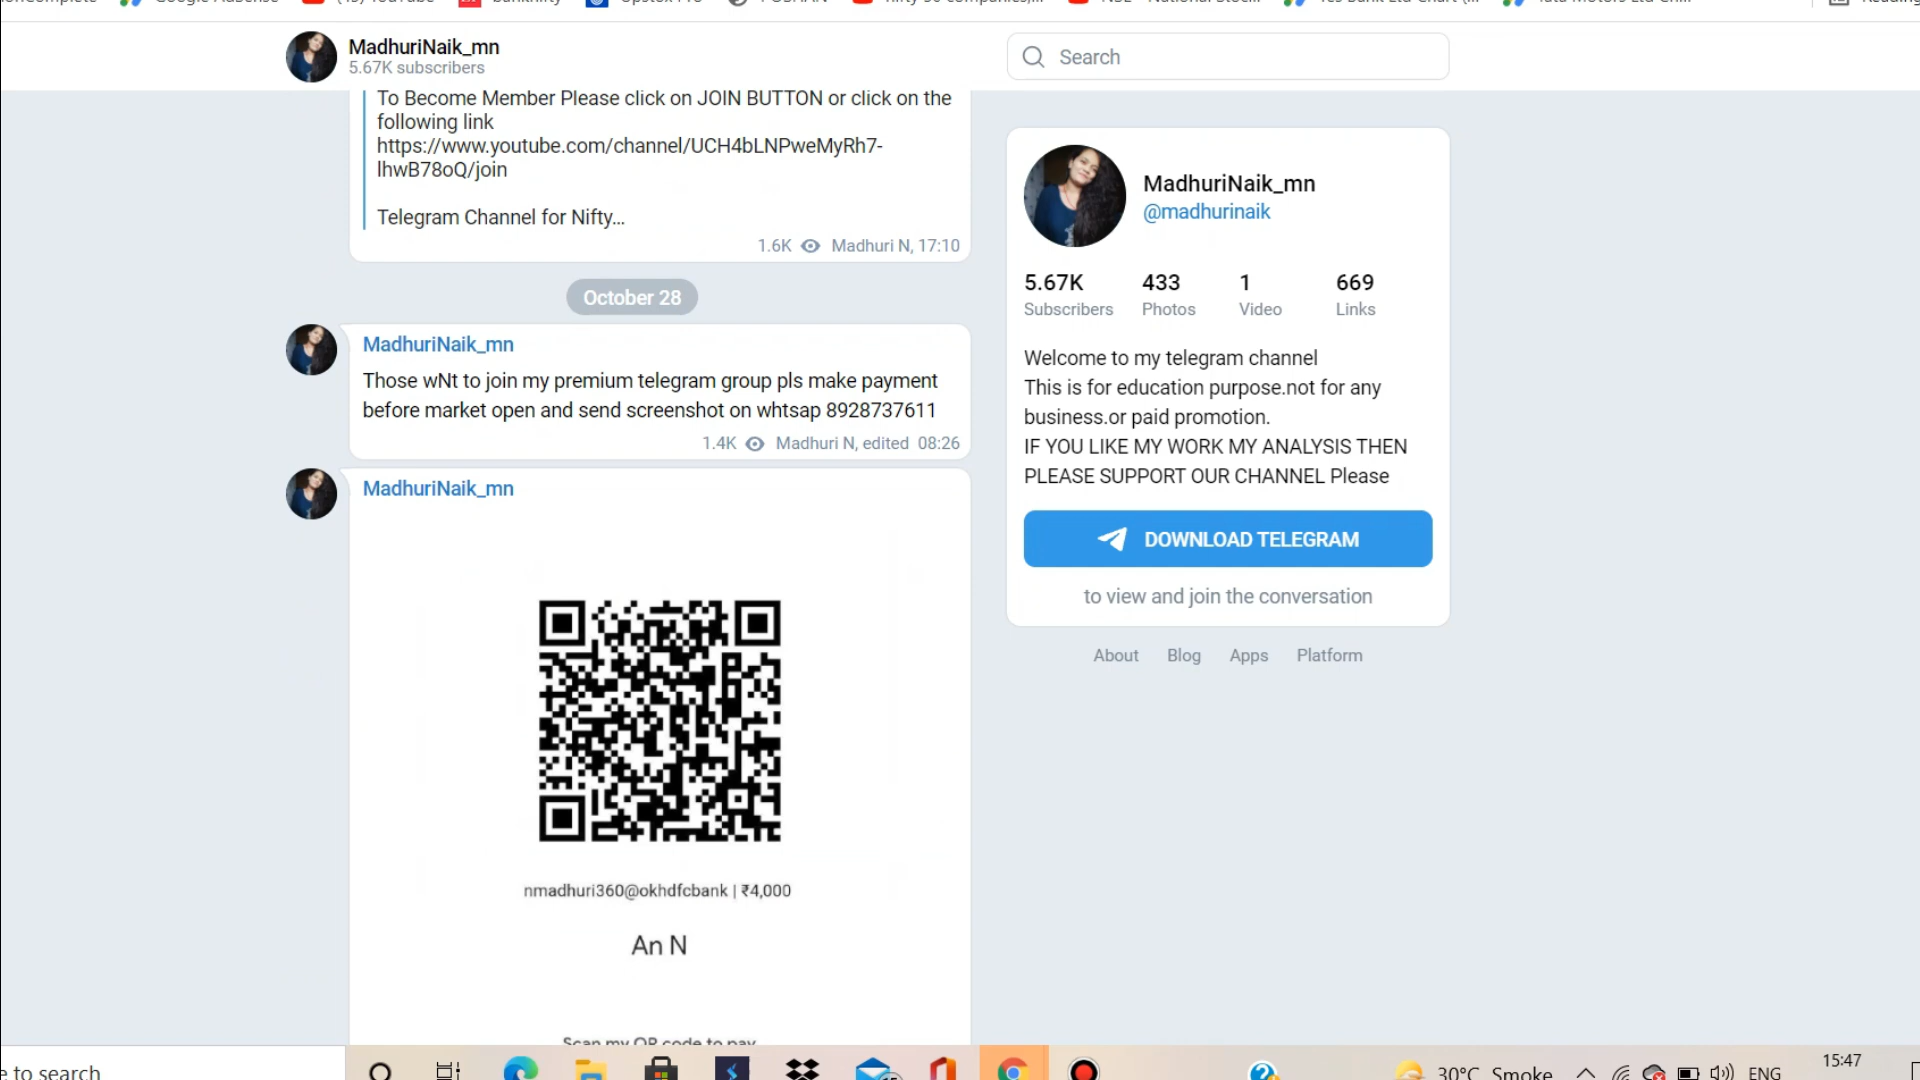 MadhuriNaik_mn
5.67K subscribers
Search
To Become Member Please click on JOIN BUTTON or click on the
following link
https://www.youtube.com/channel/UCH4bLNPweMyRh7-
lhwB78oQ/join
Telegram Channel for Nifty...
1.6K Madhuri N, 17:10
October 28
MadhuriNaik_mn
Those wNt to join my premium telegram group pls make payment
before market open and send screenshot on whtsap 8928737611
1.4K Madhuri N, edited 08:26
MadhuriNaik_mn
nmadhuri360@okhdfcbank | ₹4,000
An N
Scan my QR code to pay
MadhuriNaik_mn
@madhurinaik
5.67K 433 1 669
Subscribers Photos Video Links
Welcome to my telegram channel
This is for education purpose.not for any
business.or paid promotion.
IF YOU LIKE MY WORK MY ANALYSIS THEN
PLEASE SUPPORT OUR CHANNEL Please
DOWNLOAD TELEGRAM
to view and join the conversation
About Blog Apps Platform
e to search
30°C Smoke ENG
15:47